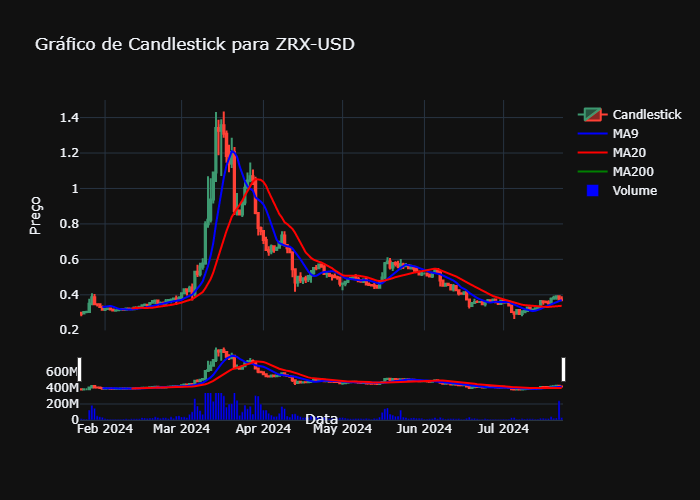 Gráfico de Candlestick para ZRX-USD
Candlestick
MA9
MA20
MA200
Volume
Preço
1.4
1.2
1
0.8
0.6
0.4
0.2
600M
400M
200M
0
Data
Feb 2024 Mar 2024 Apr 2024 May 2024 Jun 2024 Jul 2024